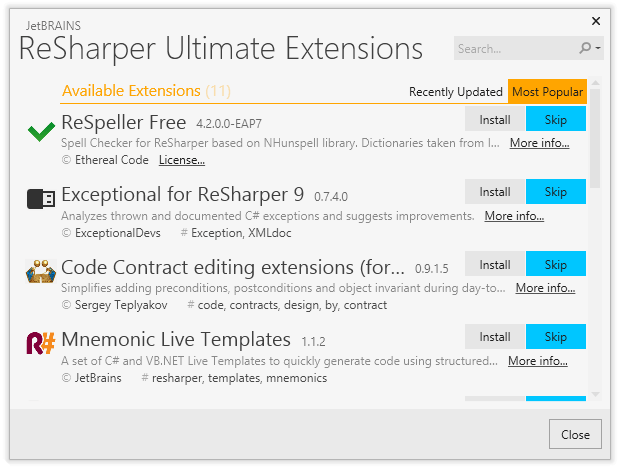 JetBRAINS
ReSharper Ultimate Extensions
Search...
Available Extensions (11)
Recently Updated
Most Popular
ReSpeller Free 4.2.0.0-EAP7
Install
Skip
Spell Checker for ReSharper based on NHunspell library. Dictionaries taken from l... More info...
© Ethereal Code License...
Exceptional for ReSharper 9 0.7.4.0
Install
Skip
Analyzes thrown and documented C# exceptions and suggests improvements. More info...
© ExceptionalDevs # Exception, XMLdoc
Code Contract editing extensions (for... 0.9.1.5
Install
Skip
Simplifies adding preconditions, postconditions and object invariant during day-to... More info...
© Sergey Teplyakov # code, contracts, design, by, contract
R#
Mnemonic Live Templates 1.1.2
Install
Skip
A set of C# and VB.NET Live Templates to quickly generate code using structured... More info...
© JetBrains # resharper, templates, mnemonics
Close